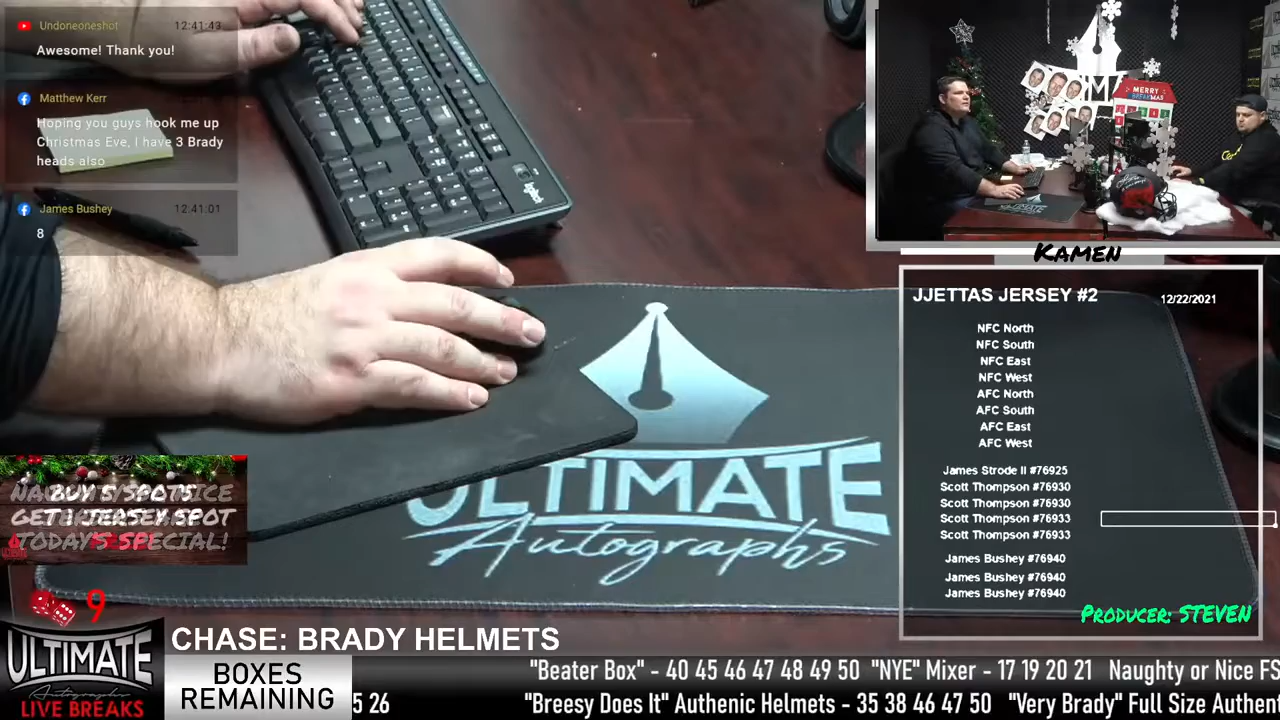 Undoneoneshot 12:41:43
Awesome! Thank you!
Matthew Kerr
Hoping you guys hook me up
Christmas Eve, I have 3 Brady
heads also
James Bushey 12:41:01
8
logi
MERRY
BREAKMAS
KAMEN
JJETTAS JERSEY #2 12/22/2021
NFC North
NFC South
NFC East
NFC West
AFC North
AFC South
AFC East
AFC West
James Strode II #76925
Scott Thompson #76930
Scott Thompson #76930
Scott Thompson #76933
Scott Thompson #76933
James Bushey #76940
James Bushey #76940
James Bushey #76940
PRODUCER: STEVEN
ULTIMATE
Autographs
BUY 5 SPOTS
GET 1 JERSEY SPOT
TODAY'S SPECIAL!
9
ULTIMATE
Autographs
LIVE BREAKS
CHASE: BRADY HELMETS
BOXES
REMAINING
"Beater Box" - 40 45 46 47 48 49 50 "NYE" Mixer - 17 19 20 21 Naughty or Nice FS
5 26 "Breesy Does It" Authenic Helmets - 35 38 46 47 50 "Very Brady" Full Size Authen